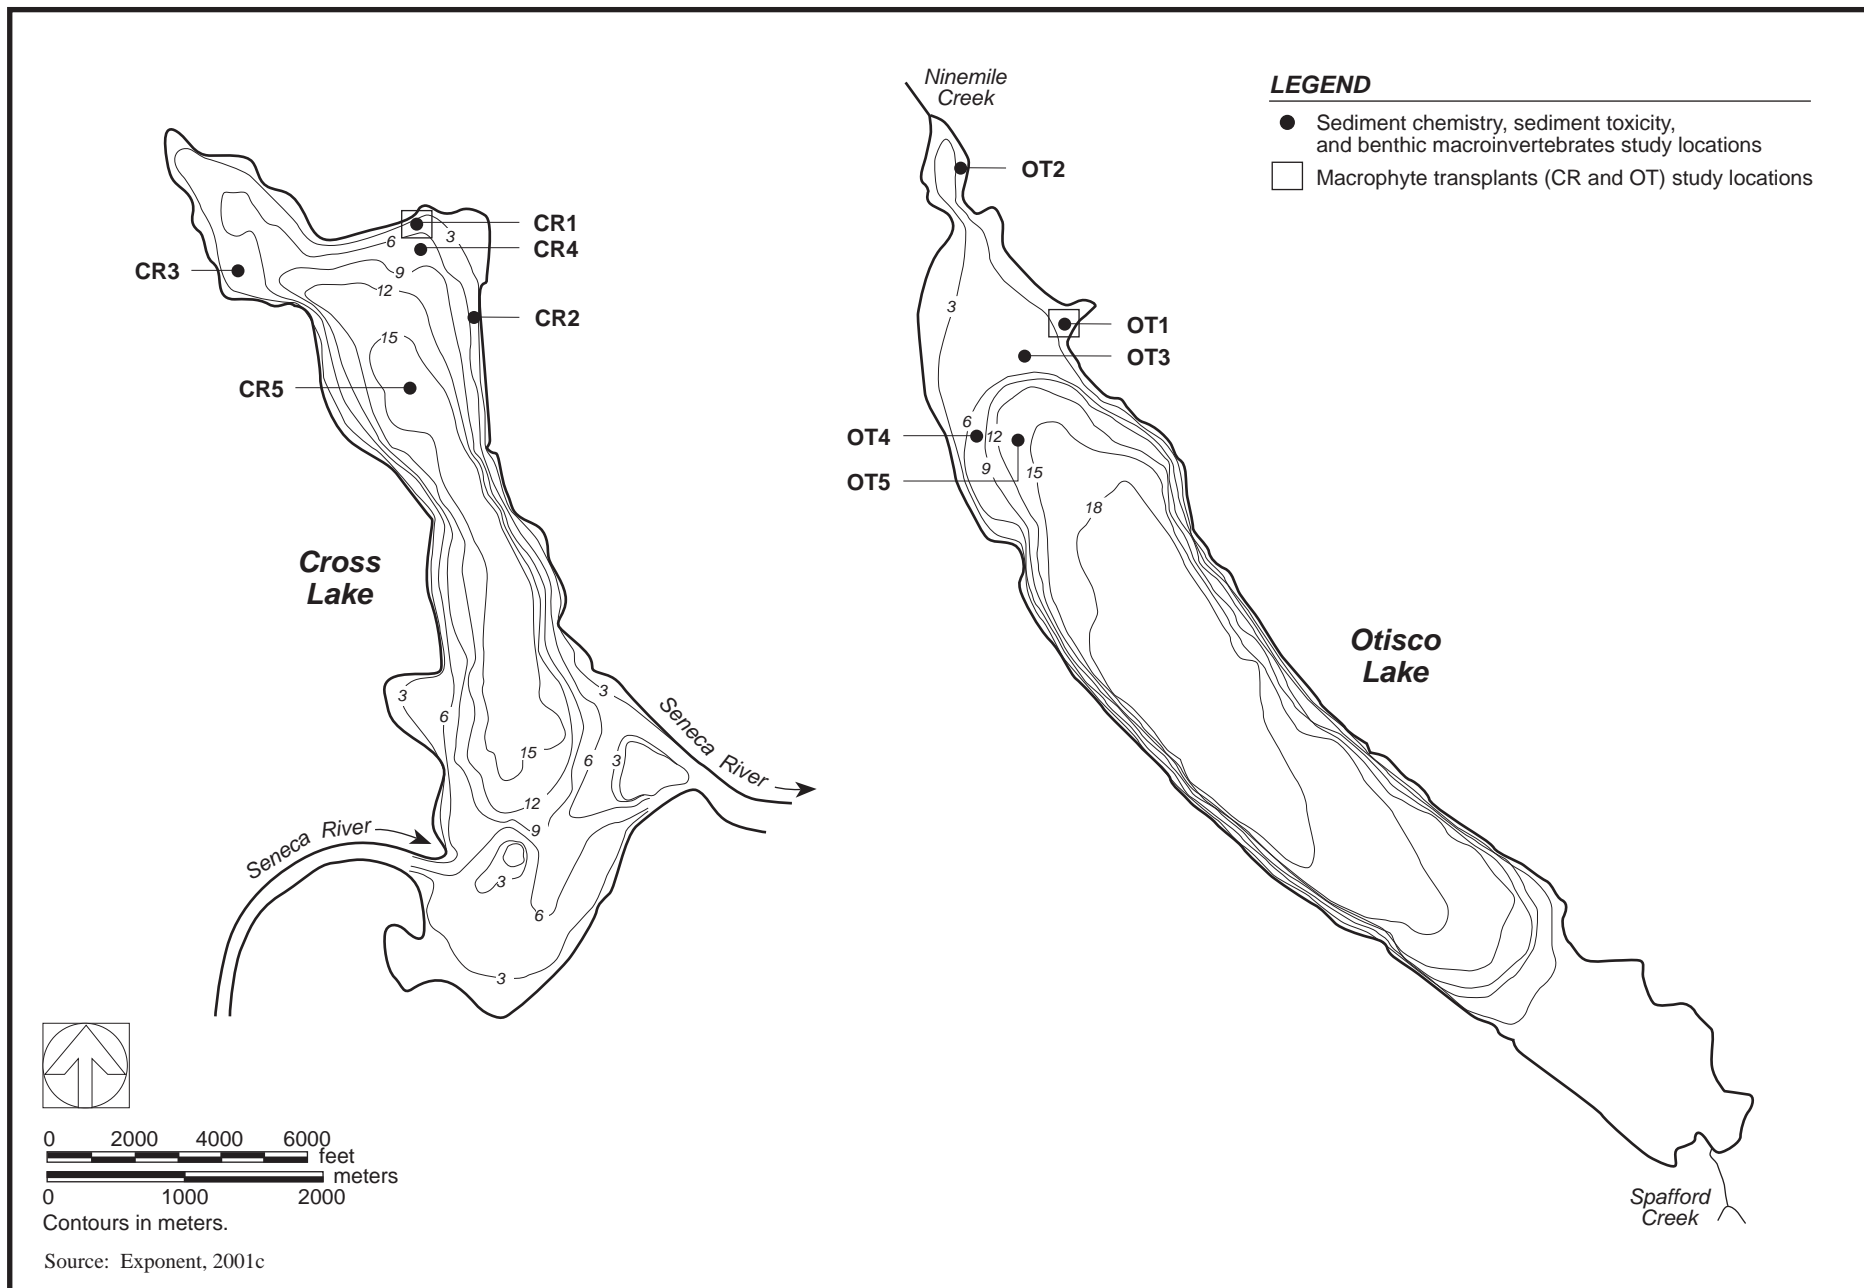 Ninemile
Creek
LEGEND
Sediment chemistry, sediment toxicity,
and benthic macroinvertebrates study locations
Macrophyte transplants (CR and OT) study locations
OT2
CR1
3
6
CR4
CR3
9
12
CR2
3
OT1
15
OT3
CR5
6
OT4
12
9
15
OT5
18
Cross
Lake
Otisco
Lake
3
3
6
Seneca River
15
6
3
12
9
Seneca River
3
6
3
0 2000 4000 6000
feet
meters
0 1000 2000
Contours in meters.
Source: Exponent, 2001c
Spafford
Creek